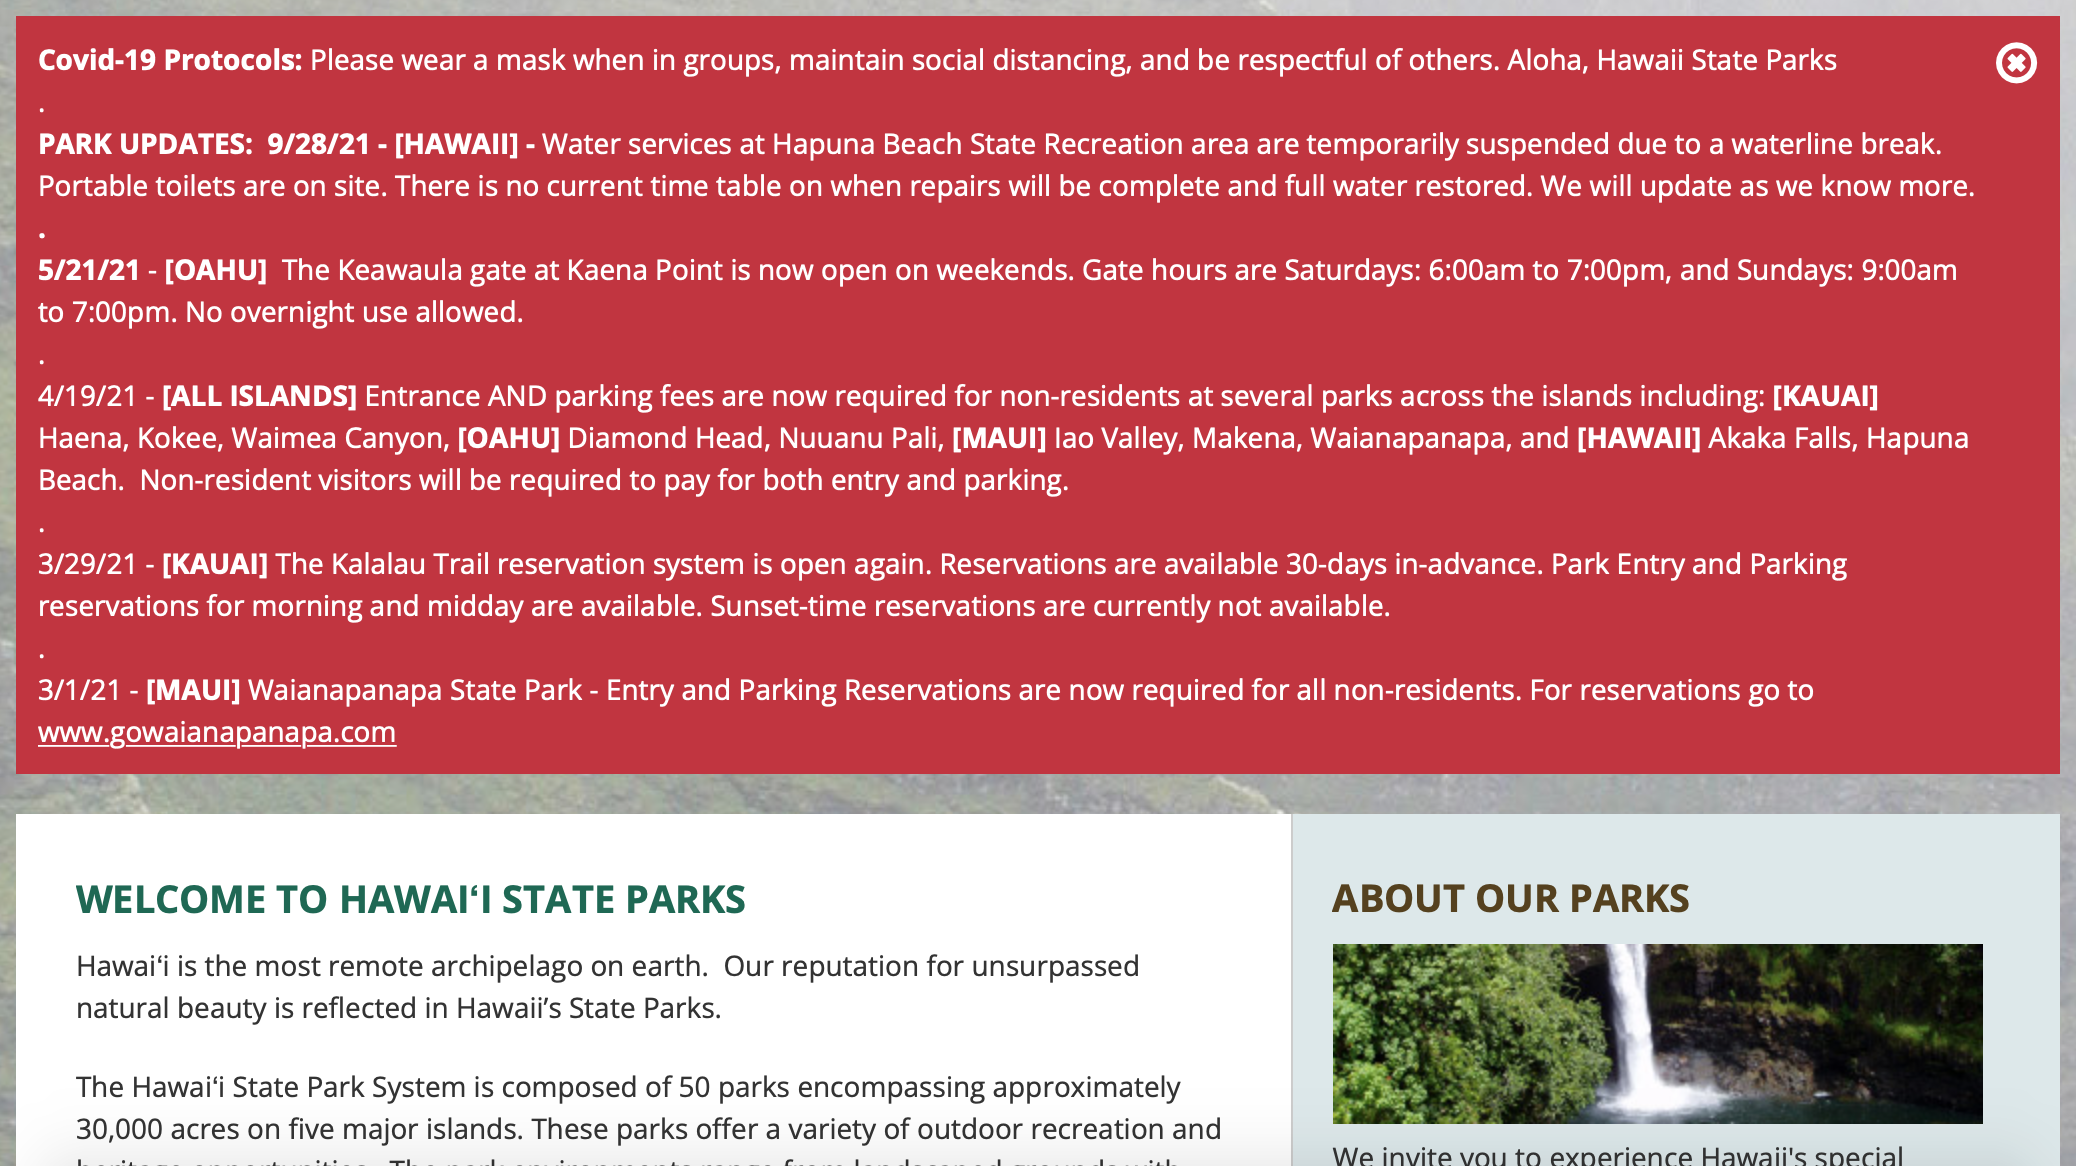 Covid-19 Protocols: Please wear a mask when in groups, maintain social distancing, and be respectful of others. Aloha, Hawaii State Parks
.
PARK UPDATES:  9/28/21 - [HAWAII] - Water services at Hapuna Beach State Recreation area are temporarily suspended due to a waterline break.
Portable toilets are on site. There is no current time table on when repairs will be complete and full water restored. We will update as we know more.
.
5/21/21 - [OAHU]  The Keawaula gate at Kaena Point is now open on weekends. Gate hours are Saturdays: 6:00am to 7:00pm, and Sundays: 9:00am
to 7:00pm. No overnight use allowed.
.
4/19/21 - [ALL ISLANDS] Entrance AND parking fees are now required for non-residents at several parks across the islands including: [KAUAI]
Haena, Kokee, Waimea Canyon, [OAHU] Diamond Head, Nuuanu Pali, [MAUI] Iao Valley, Makena, Waianapanapa, and [HAWAII] Akaka Falls, Hapuna
Beach.  Non-resident visitors will be required to pay for both entry and parking.
.
3/29/21 - [KAUAI] The Kalalau Trail reservation system is open again. Reservations are available 30-days in-advance. Park Entry and Parking
reservations for morning and midday are available. Sunset-time reservations are currently not available.
.
3/1/21 - [MAUI] Waianapanapa State Park - Entry and Parking Reservations are now required for all non-residents. For reservations go to
www.gowaianapanapa.com
WELCOME TO HAWAIʻI STATE PARKS
Hawaiʻi is the most remote archipelago on earth.  Our reputation for unsurpassed
natural beauty is reflected in Hawaii’s State Parks.
The Hawaiʻi State Park System is composed of 50 parks encompassing approximately
30,000 acres on five major islands. These parks offer a variety of outdoor recreation and
heritage opportunities.  The park environments range from landscaped grounds with
ABOUT OUR PARKS
We invite you to experience Hawaii's special